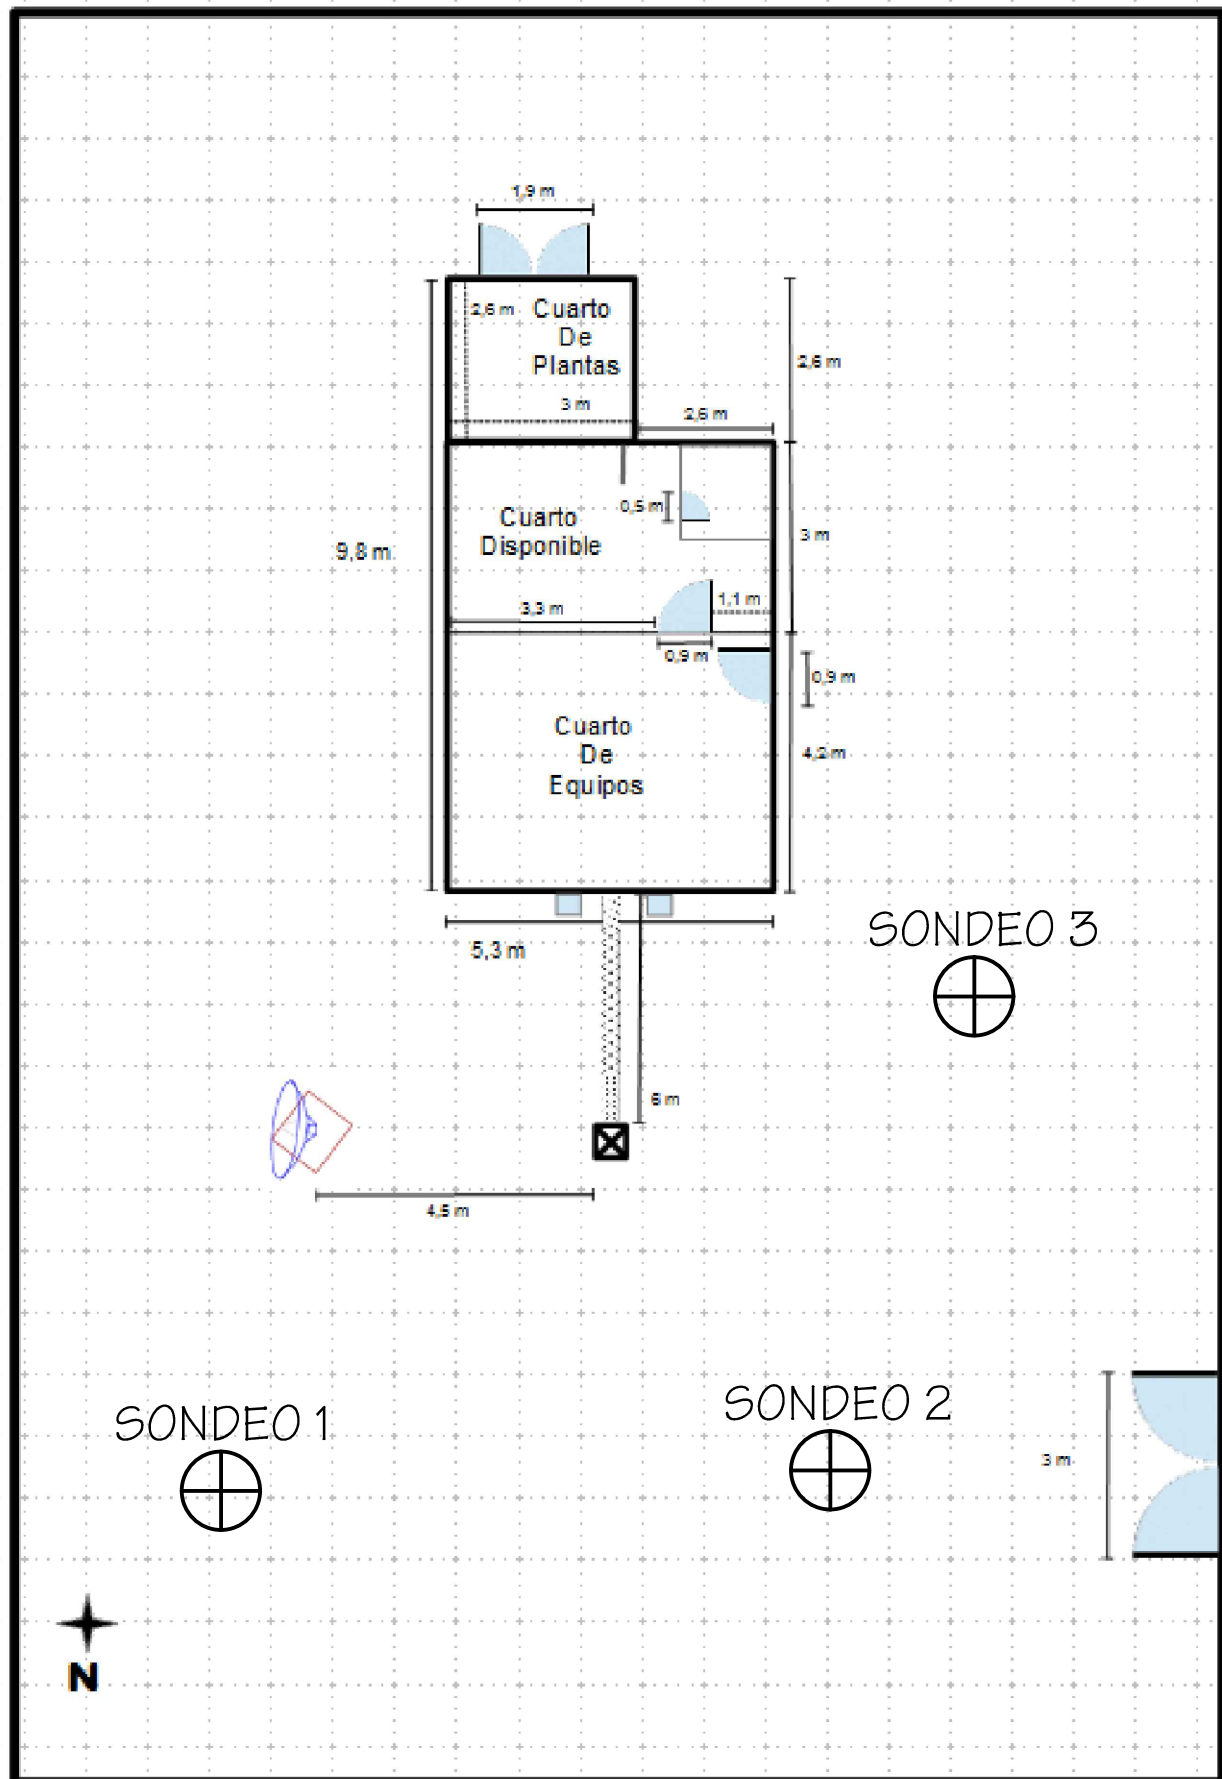 1,9 m
2,6 m
Cuarto
De
Plantas
3 m
2,6 m
2,6 m
0,5 m
Cuarto
Disponible
3 m
9,8 m
3,3 m
1,1 m
0,9 m
0,9 m
Cuarto
De
Equipos
4,2 m
5,3 m
SONDEO 3
6 m
4,5 m
SONDEO 1
SONDEO 2
3 m
N